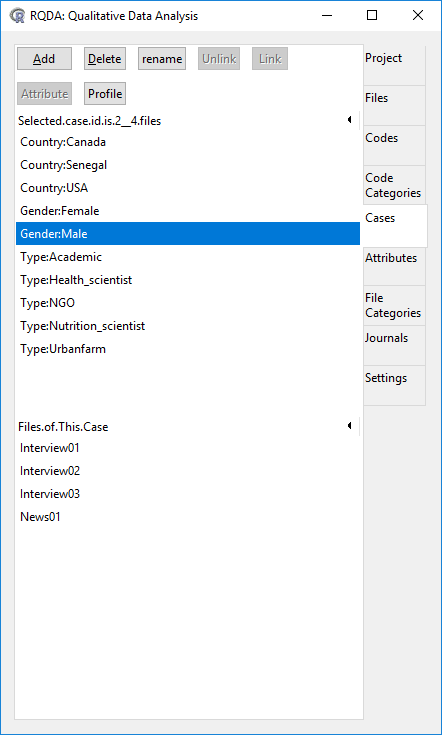 RQDA: Qualitative Data Analysis
Add Delete rename Unlink Link
Attribute Profile
Selected.case.id.is.2__4.files
Country:Canada
Country:Senegal
Country:USA
Gender:Female
Gender:Male
Type:Academic
Type:Health_scientist
Type:NGO
Type:Nutrition_scientist
Type:Urbanfarm
Files.of.This.Case
Interview01
Interview02
Interview03
News01
Project
Files
Codes
Code
Categories
Cases
Attributes
File
Categories
Journals
Settings